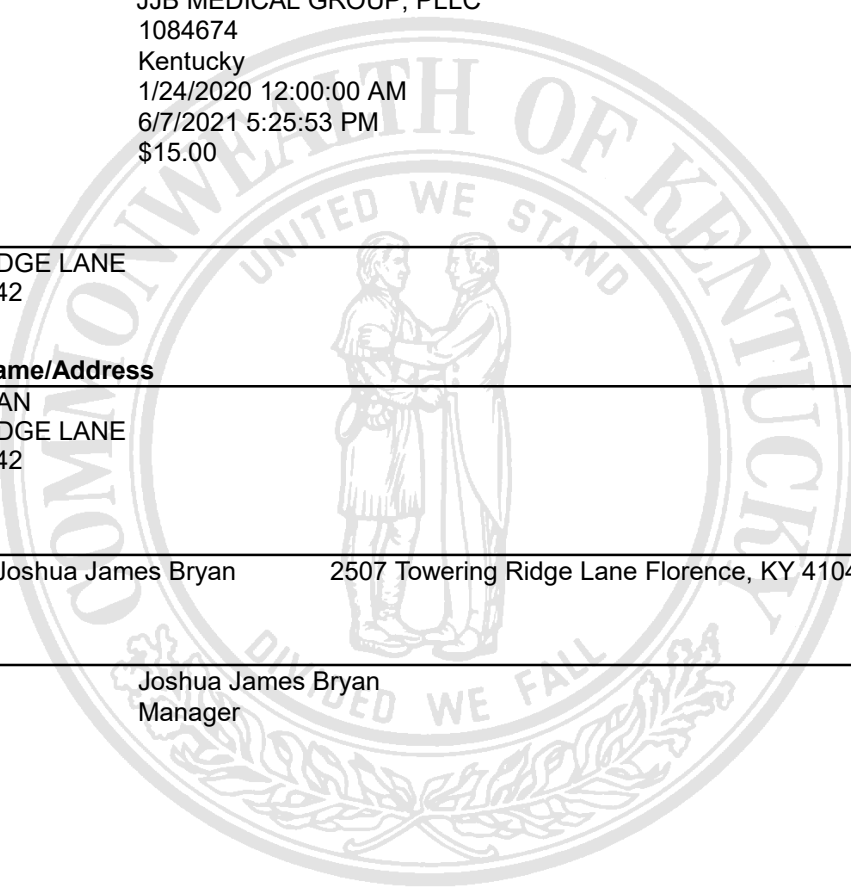 JJB MEDICAL GROUP, PLLC
1084674
Kentucky
1/24/2020 12:00:00 AM
6/7/2021 5:25:53 PM
$15.00
DGE LANE
42
ame/Address
AN
DGE LANE
42
Joshua James Bryan 2507 Towering Ridge Lane Florence, KY 4104
Joshua James Bryan
Manager
COMMONWEALTH OF KENTUCKY
UNITED WE STAND
DIVIDED WE FALL